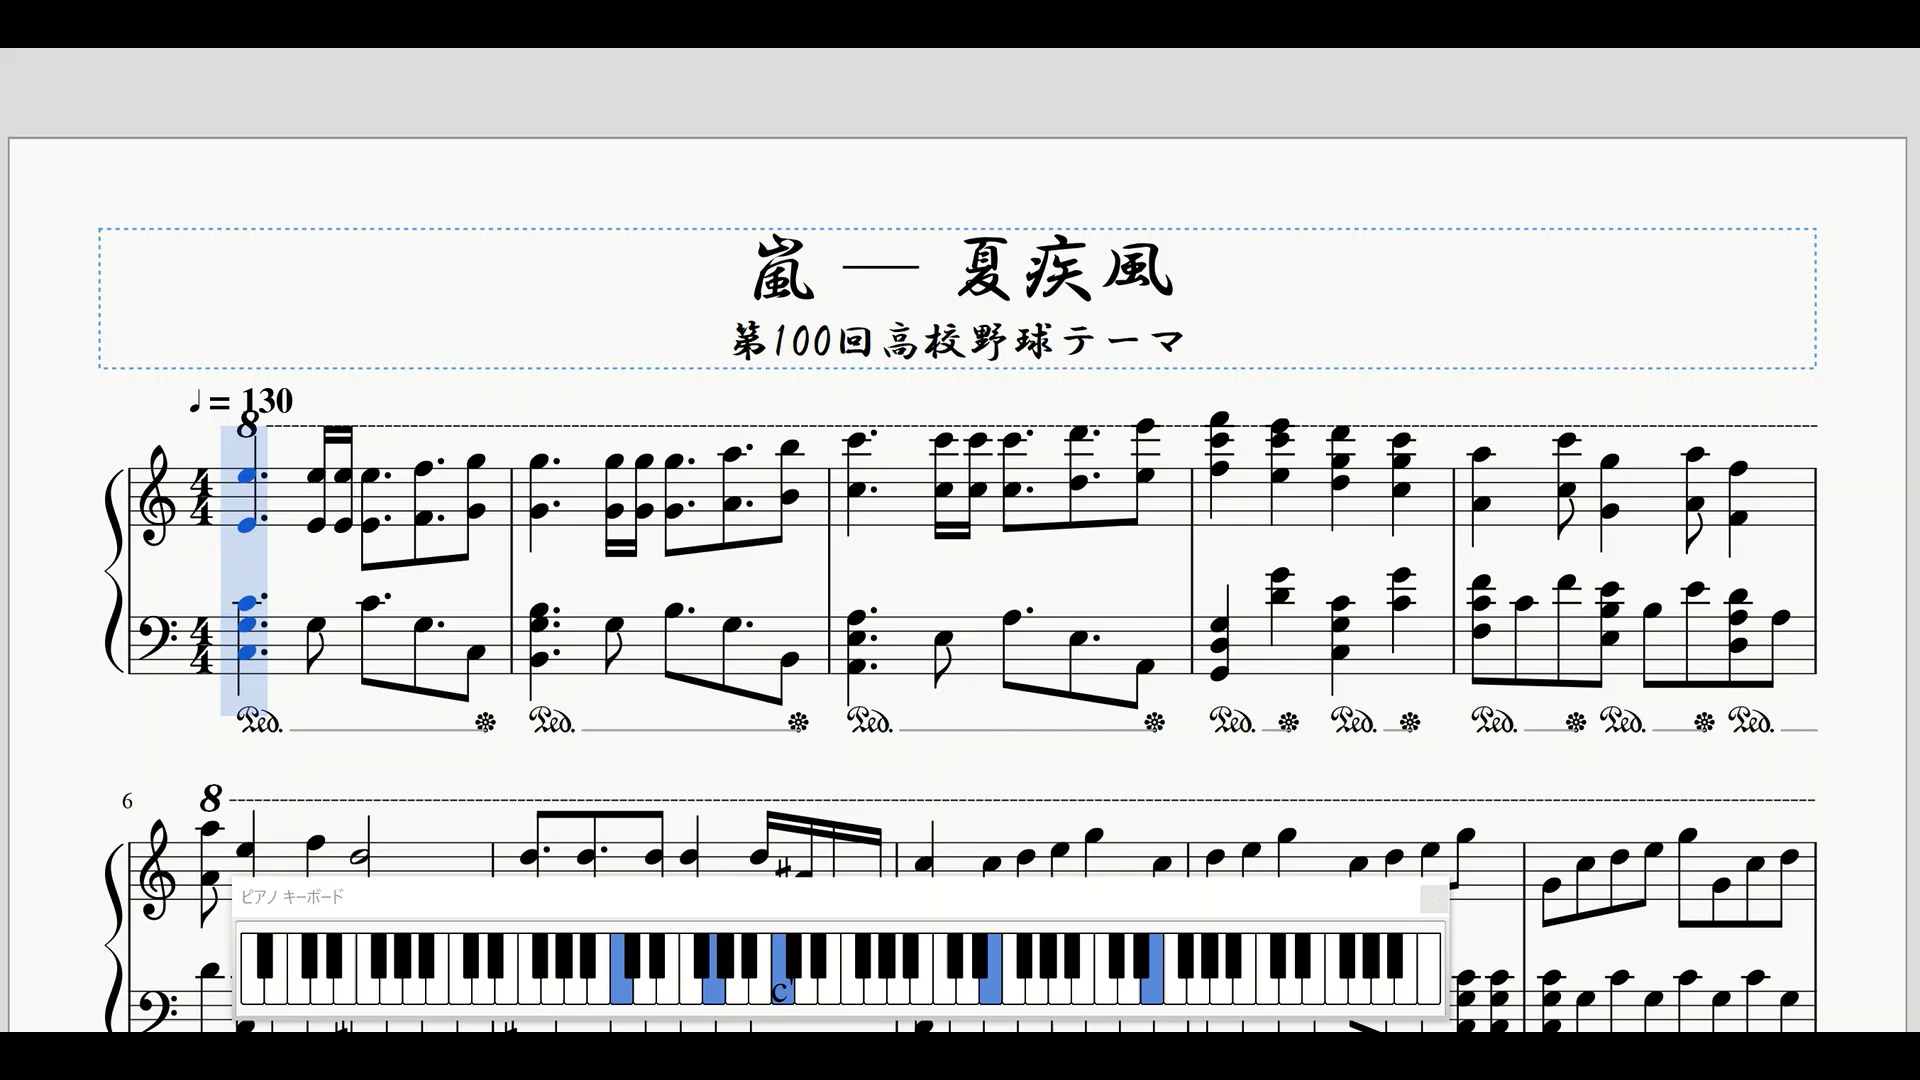 嵐 — 夏疾風
第100回高校野球テーマ
♩= 130
8
6
8
ピアノ キーボード
c'